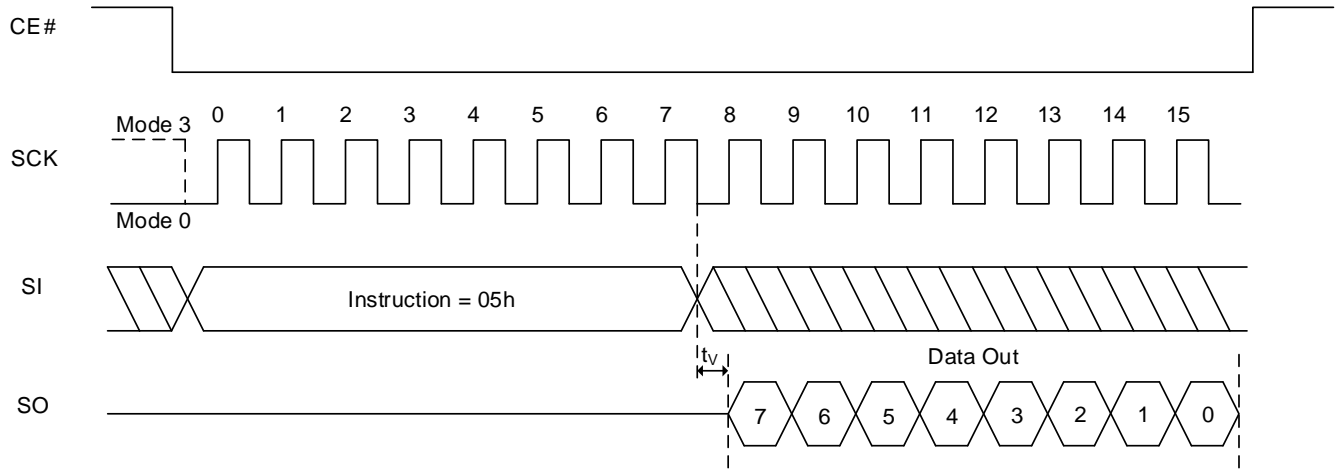 CE#
0 1 2 3 4 5 6 7 8 9 10 11 12 13 14 15
Mode 3
SCK
Mode 0
SI
Instruction = 05h
tV
Data Out
SO
7 6 5 4 3 2 1 0